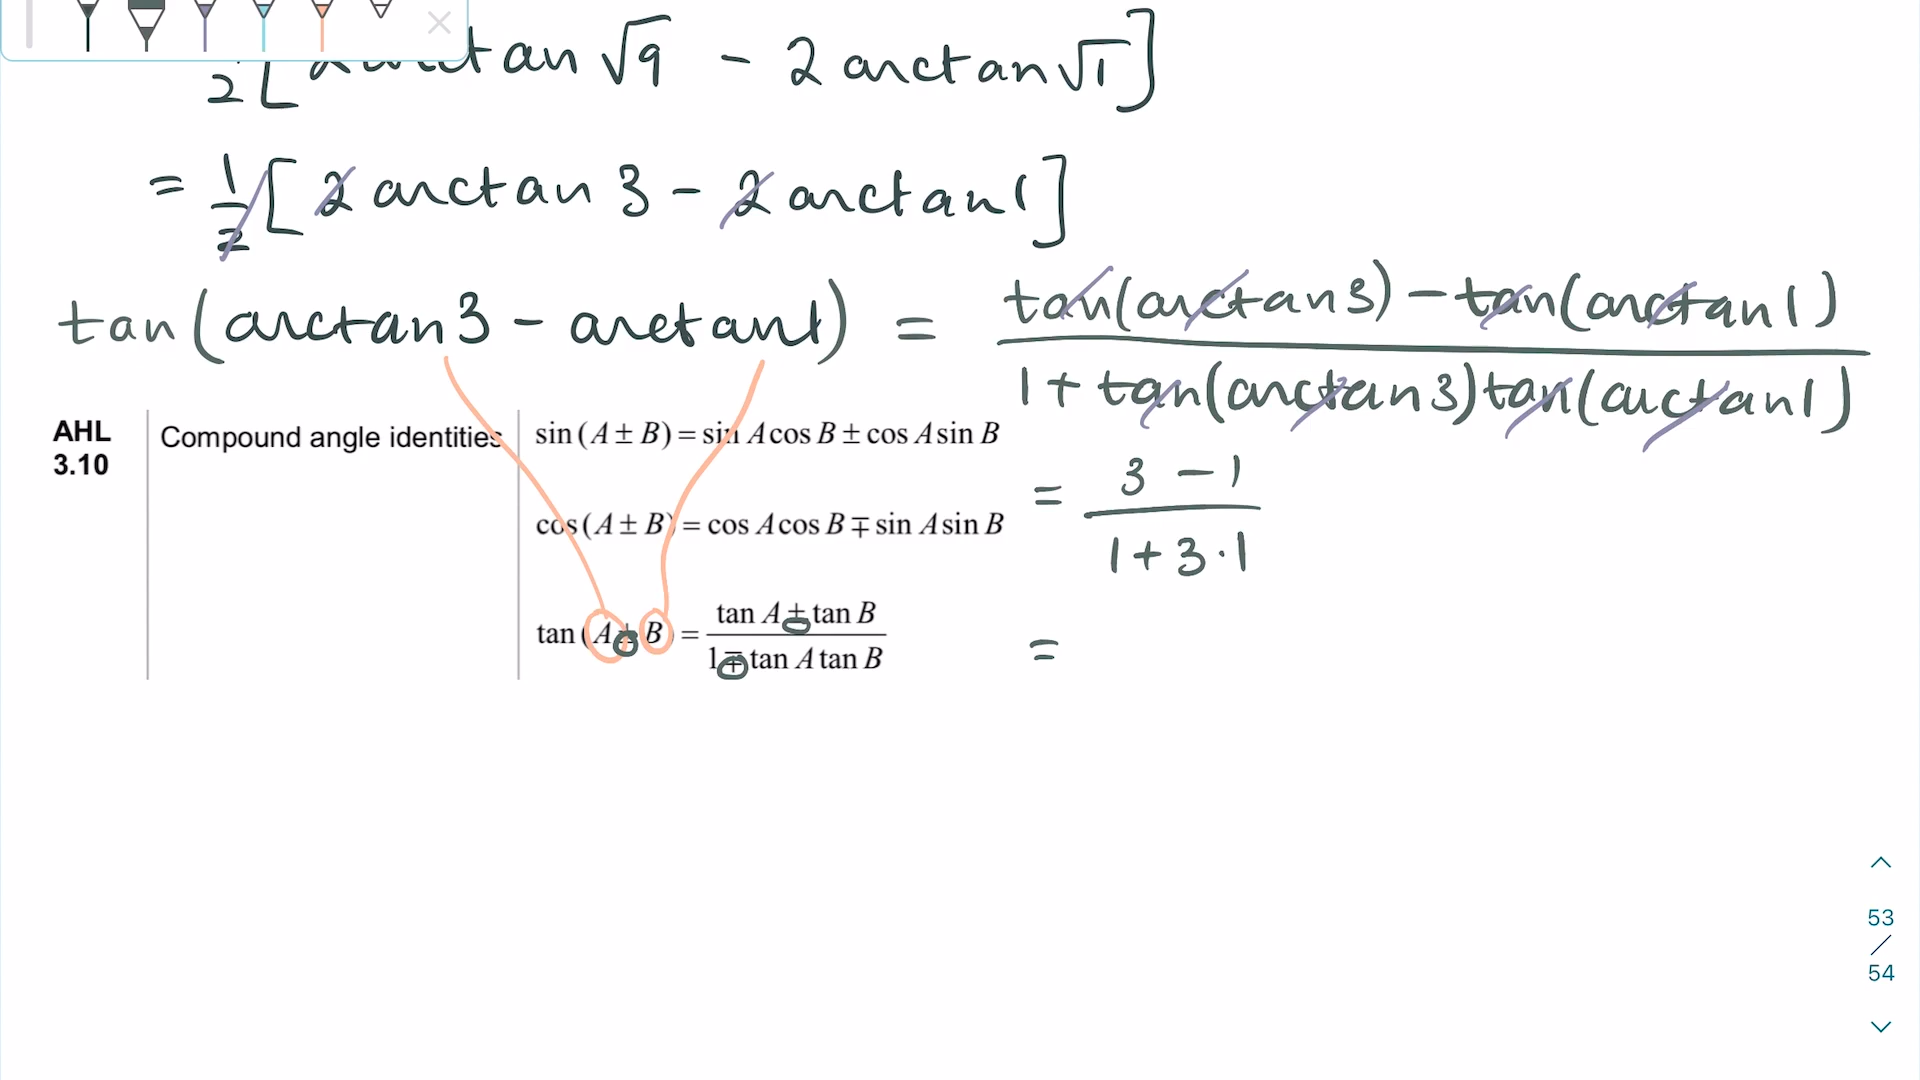 1/2 [2 arctan √9 - 2 arctan √1]
= 1/2 [2 arctan 3 - 2 arctan 1]
tan(arctan 3 - arctan 1) = (tan(arctan 3) - tan(arctan 1)) / (1 + tan(arctan 3) tan(arctan 1))
= (3 - 1) / (1 + 3 · 1)
=
AHL 3.10
Compound angle identities
sin (A ± B) = sin A cos B ± cos A sin B
cos (A ± B) = cos A cos B ∓ sin A sin B
tan (A ± B) = (tan A ± tan B) / (1 ∓ tan A tan B)
53
/
54